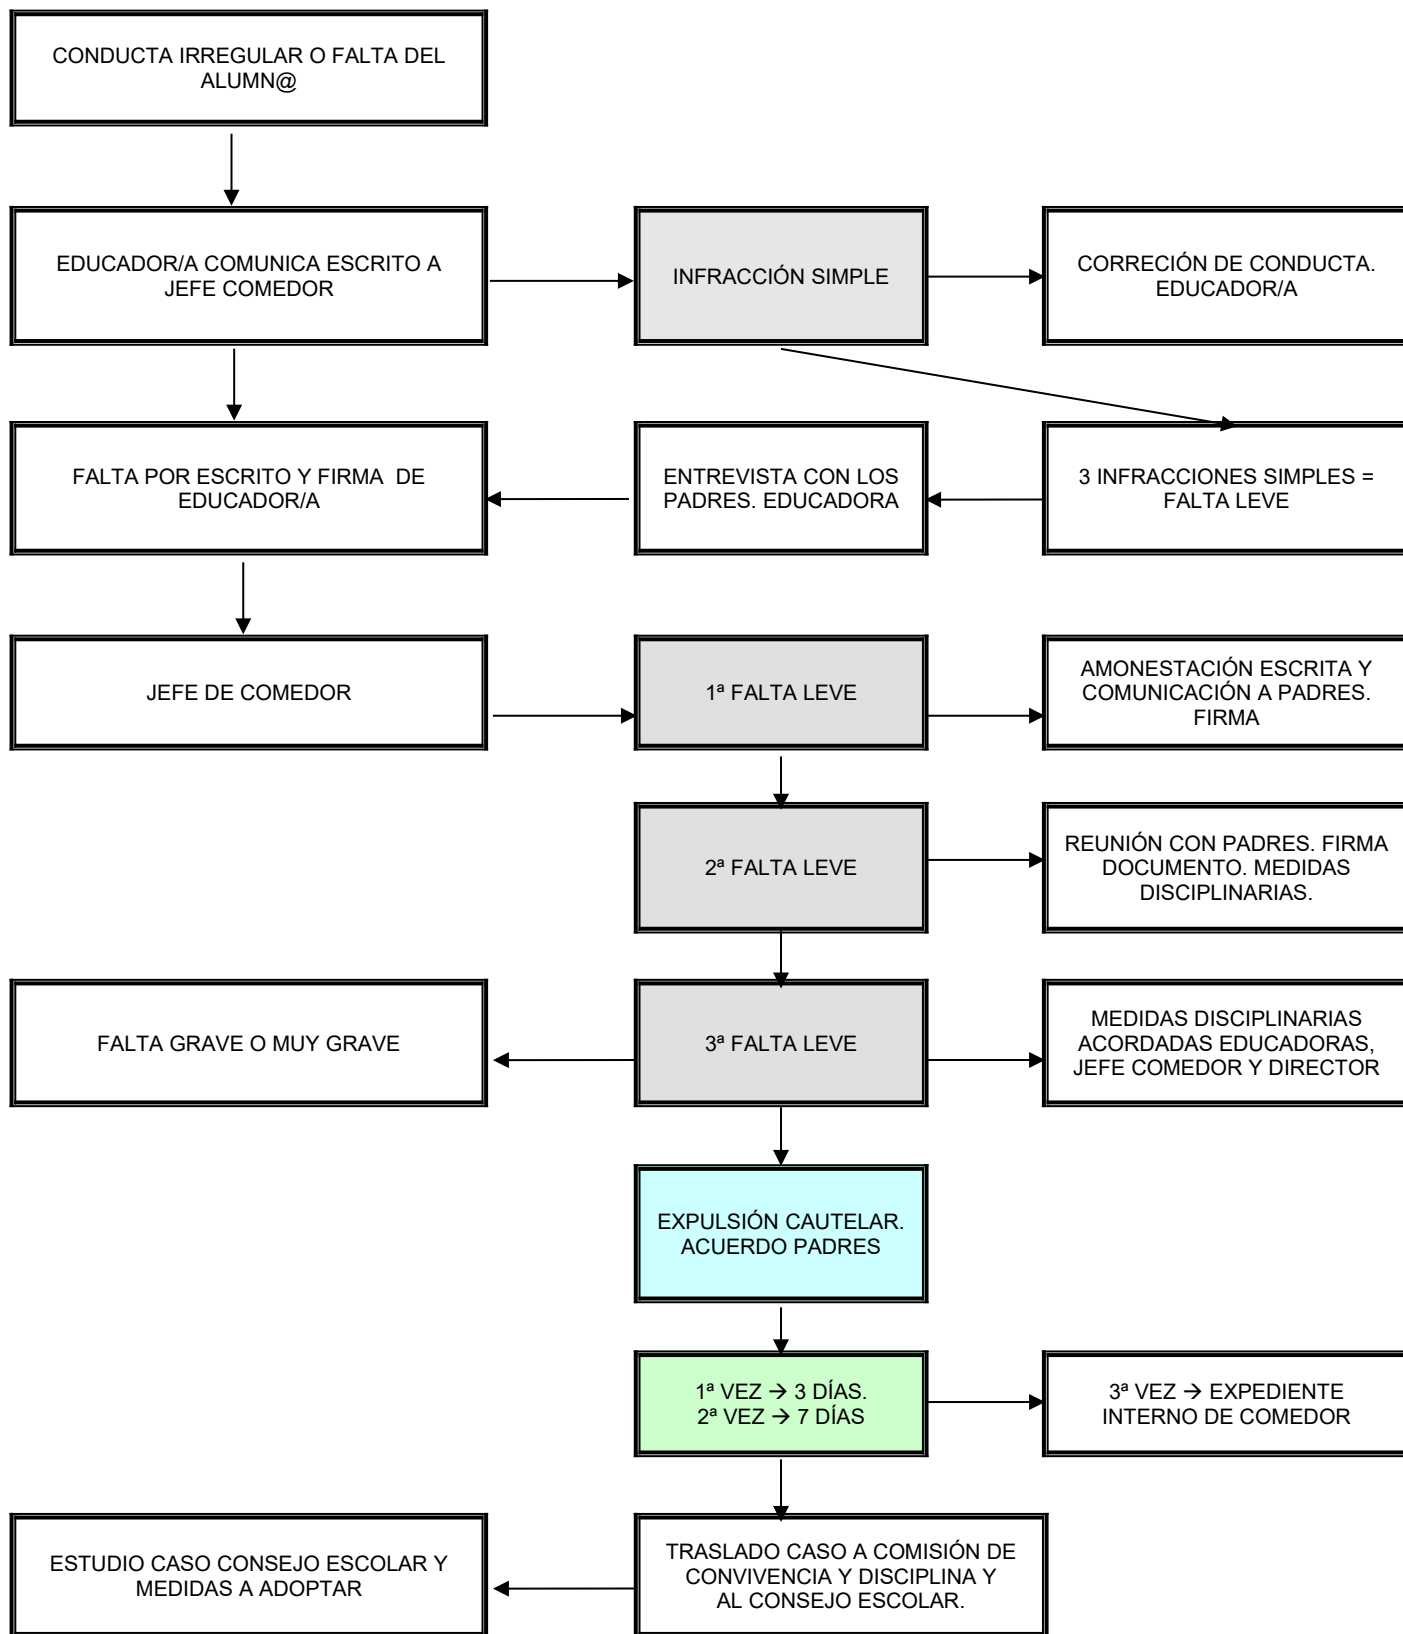 CONDUCTA IRREGULAR O FALTA DEL
ALUMN@
EDUCADOR/A COMUNICA ESCRITO A
JEFE COMEDOR
INFRACCIÓN SIMPLE
CORRECIÓN DE CONDUCTA.
EDUCADOR/A
FALTA POR ESCRITO Y FIRMA  DE
EDUCADOR/A
ENTREVISTA CON LOS
PADRES. EDUCADORA
3 INFRACCIONES SIMPLES =
FALTA LEVE
JEFE DE COMEDOR
1ª FALTA LEVE
AMONESTACIÓN ESCRITA Y
COMUNICACIÓN A PADRES.
FIRMA
2ª FALTA LEVE
REUNIÓN CON PADRES. FIRMA
DOCUMENTO. MEDIDAS
DISCIPLINARIAS.
FALTA GRAVE O MUY GRAVE
3ª FALTA LEVE
MEDIDAS DISCIPLINARIAS
ACORDADAS EDUCADORAS,
JEFE COMEDOR Y DIRECTOR
EXPULSIÓN CAUTELAR.
ACUERDO PADRES
1ª VEZ → 3 DÍAS.
2ª VEZ → 7 DÍAS
3ª VEZ → EXPEDIENTE
INTERNO DE COMEDOR
ESTUDIO CASO CONSEJO ESCOLAR Y
MEDIDAS A ADOPTAR
TRASLADO CASO A COMISIÓN DE
CONVIVENCIA Y DISCIPLINA Y
AL CONSEJO ESCOLAR.